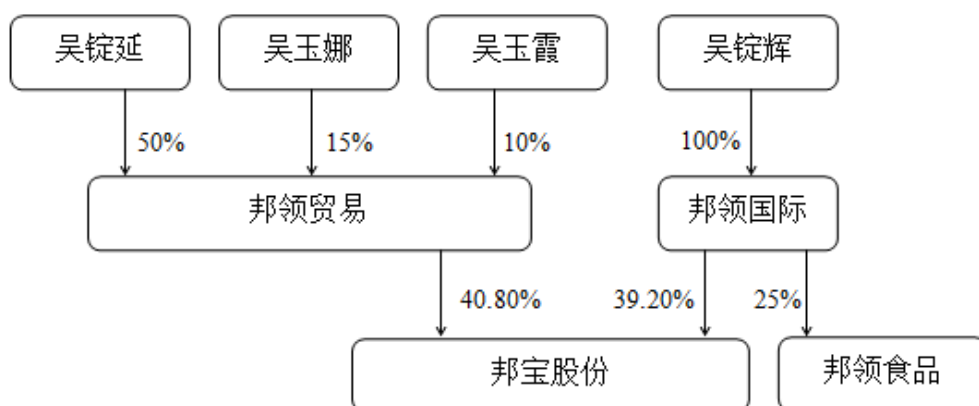 吴锭延
吴玉娜
吴玉霞
吴锭辉
50%
15%
10%
100%
邦领贸易
邦领国际
40.80%
39.20%
25%
邦宝股份
邦领食品